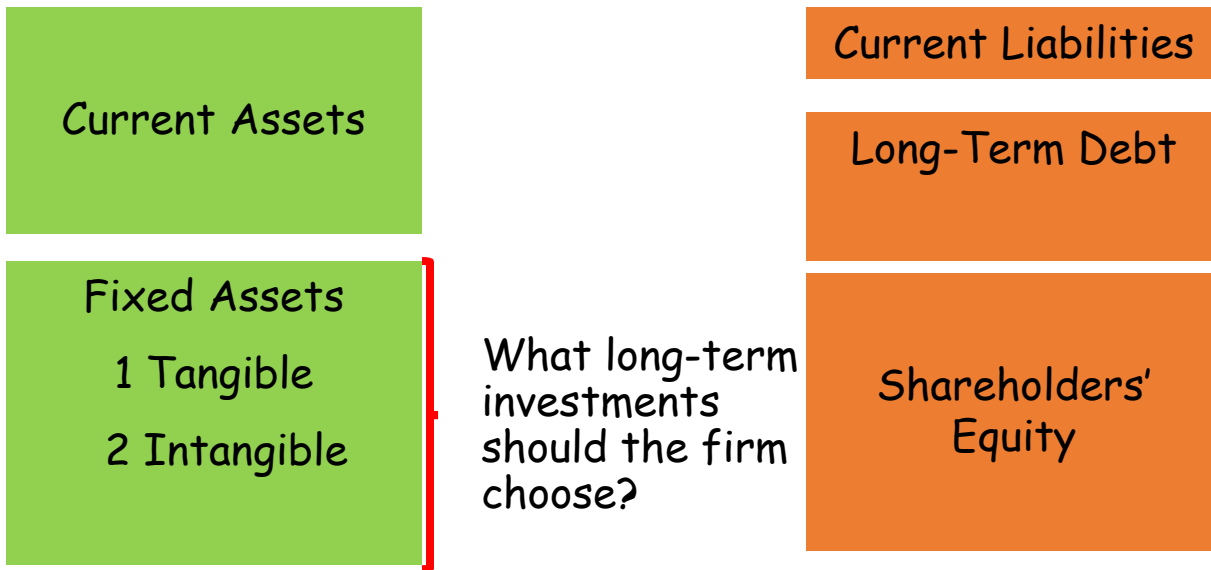 Current Assets
Fixed Assets
1 Tangible
2 Intangible
What long-term
investments
should the firm
choose?
Current Liabilities
Long-Term Debt
Shareholders’
Equity